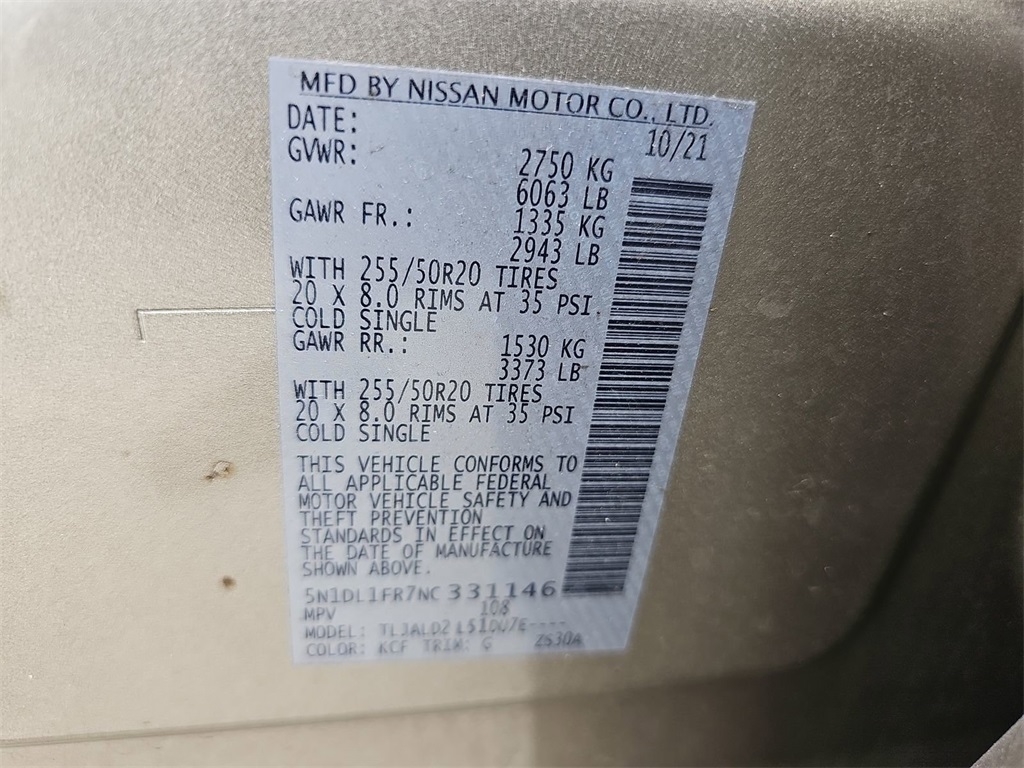 MFD BY NISSAN MOTOR CO., LTD.
DATE: 10/21
GVWR: 2750 KG
6063 LB
GAWR FR.: 1335 KG
2943 LB
WITH 255/50R20 TIRES
20 X 8.0 RIMS AT 35 PSI
COLD SINGLE
GAWR RR.: 1530 KG
3373 LB
WITH 255/50R20 TIRES
20 X 8.0 RIMS AT 35 PSI
COLD SINGLE
THIS VEHICLE CONFORMS TO
ALL APPLICABLE FEDERAL
MOTOR VEHICLE SAFETY AND
THEFT PREVENTION
STANDARDS IN EFFECT ON
THE DATE OF MANUFACTURE
SHOWN ABOVE.
5N1DL1FR7NC331146
MPV 108
MODEL:
COLOR: KCF TRIM: G